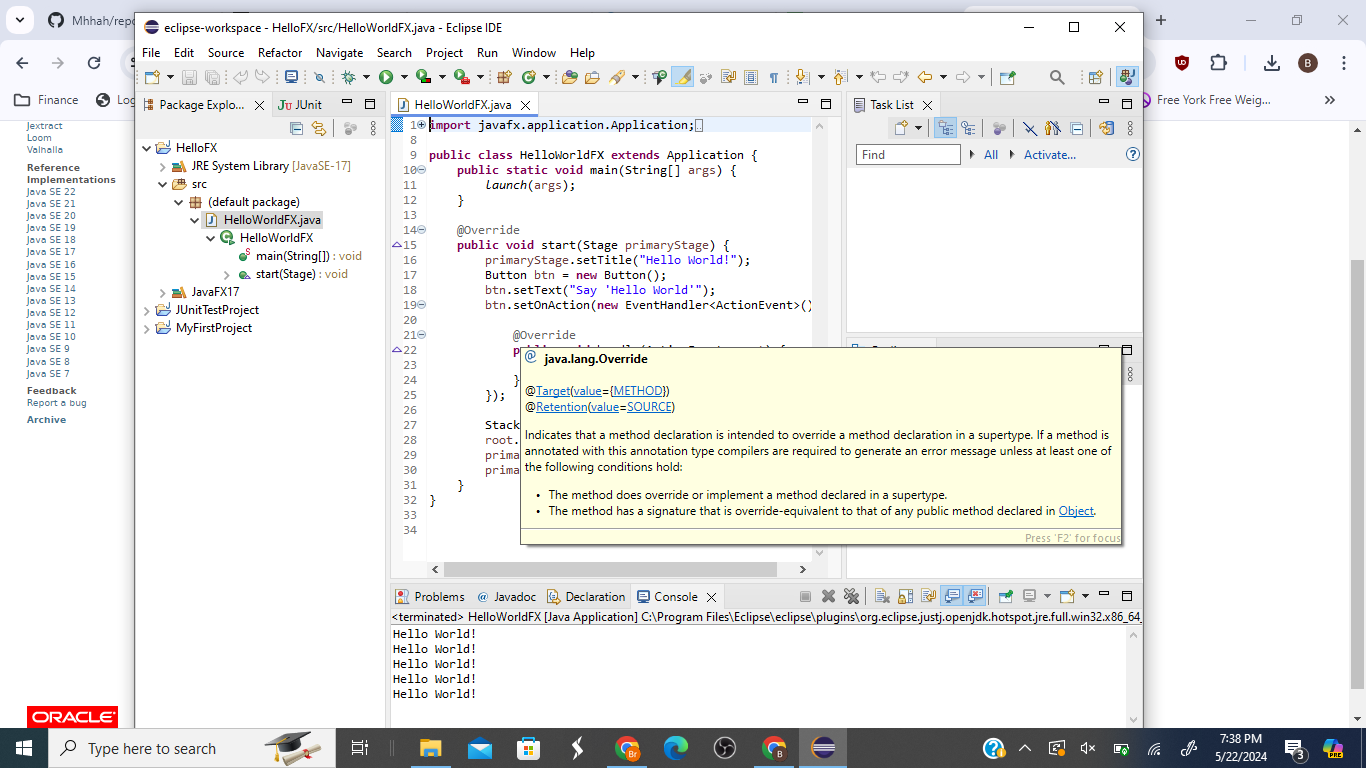 Mhhah/repo
eclipse-workspace - HelloFX/src/HelloWorldFX.java - Eclipse IDE
File Edit Source Refactor Navigate Search Project Run Window Help
Finance
Log
Free York Free Weig...
B
Jextract
Loom
Valhalla
Reference
Implementations
Java SE 22
Java SE 21
Java SE 20
Java SE 19
Java SE 18
Java SE 17
Java SE 16
Java SE 15
Java SE 14
Java SE 13
Java SE 12
Java SE 11
Java SE 10
Java SE 9
Java SE 8
Java SE 7
Feedback
Report a bug
Archive
ORACLE
Package Explo...
JUnit
HelloFX
JRE System Library [JavaSE-17]
src
(default package)
HelloWorldFX.java
HelloWorldFX
main(String[]) : void
start(Stage) : void
JavaFX17
JUnitTestProject
MyFirstProject
HelloWorldFX.java
1 import javafx.application.Application;
8
9 public class HelloWorldFX extends Application {
10 public static void main(String[] args) {
11 launch(args);
12 }
13
14 @Override
15 public void start(Stage primaryStage) {
16 primaryStage.setTitle("Hello World!");
17 Button btn = new Button();
18 btn.setText("Say 'Hello World'");
19 btn.setOnAction(new EventHandler<ActionEvent>()
20
21 @Override
22
23
24 }
25 });
26
27 Stack
28 root.
29 prima
30 prima
31 }
32 }
33
34
java.lang.Override
@Target(value={METHOD})
@Retention(value=SOURCE)
Indicates that a method declaration is intended to override a method declaration in a supertype. If a method is
annotated with this annotation type compilers are required to generate an error message unless at least one of
the following conditions hold:
• The method does override or implement a method declared in a supertype.
• The method has a signature that is override-equivalent to that of any public method declared in Object.
Press 'F2' for focus
Task List
Find
All
Activate...
Problems
Javadoc
Declaration
Console
<terminated> HelloWorldFX [Java Application] C:\Program Files\Eclipse\eclipse\plugins\org.eclipse.justj.openjdk.hotspot.jre.full.win32.x86_64_
Hello World!
Hello World!
Hello World!
Hello World!
Hello World!
Type here to search
7:38 PM
5/22/2024
3